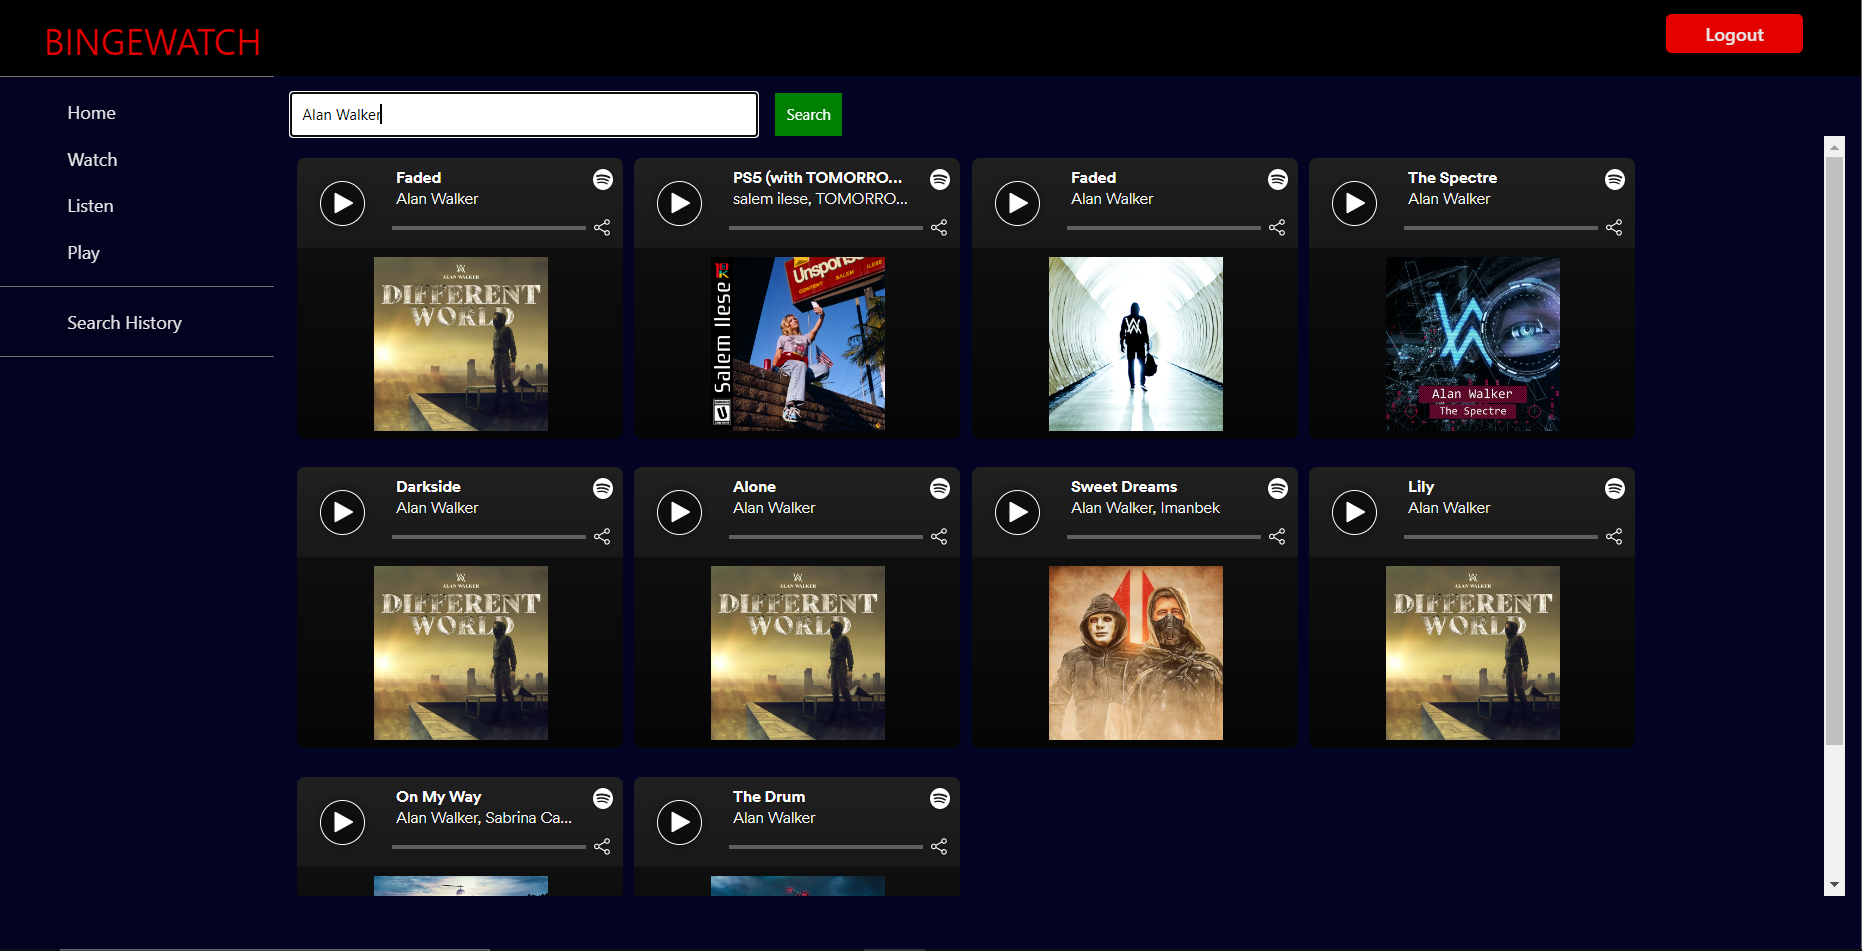 BINGEWATCH
Logout
Home
Watch
Listen
Play
Search History
Alan Walker
Search
Faded
Alan Walker
ALAN WALKER
DIFFERENT
WORLD
PS5 (with TOMORRO...
salem ilese, TOMORRO...
Salem Ilese
CONTENT
SALEM
ILESE
Faded
Alan Walker
The Spectre
Alan Walker
Alan Walker
The Spectre
Darkside
Alan Walker
ALAN WALKER
DIFFERENT
WORLD
Alone
Alan Walker
ALAN WALKER
DIFFERENT
WORLD
Sweet Dreams
Alan Walker, Imanbek
Lily
Alan Walker
ALAN WALKER
DIFFERENT
WORLD
On My Way
Alan Walker, Sabrina Ca...
The Drum
Alan Walker